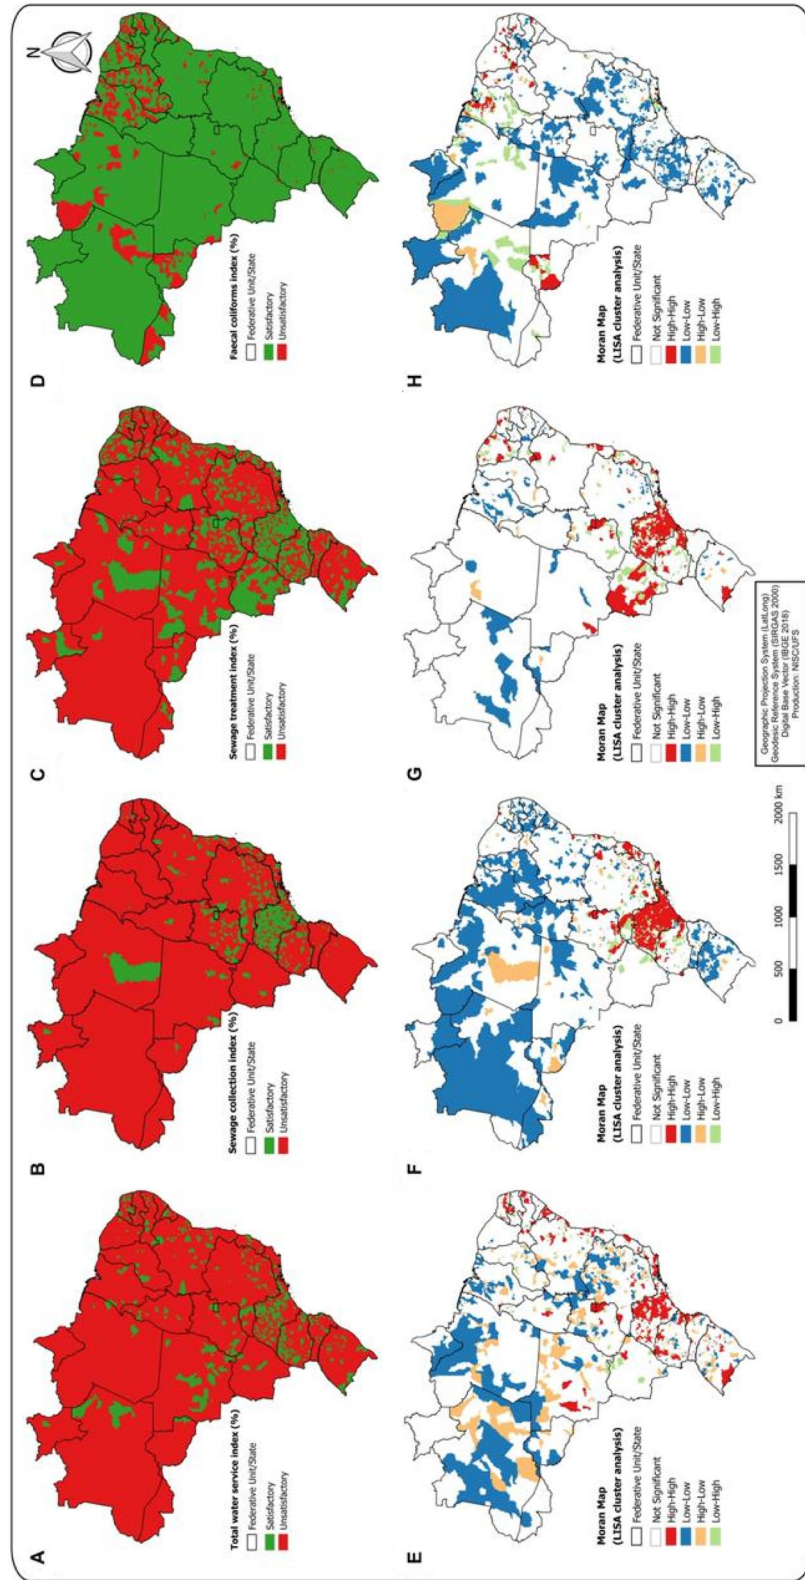 A
Total water service index (%)
Federative Unit/State
Satisfactory
Unsatisfactory
B
Sewage collection index (%)
Federative Unit/State
Satisfactory
Unsatisfactory
C
Sewage treatment index (%)
Federative Unit/State
Satisfactory
Unsatisfactory
D
Faecal coliforms index (%)
Federative Unit/State
Satisfactory
Unsatisfactory
N
E
Moran Map
(LISA cluster analysis)
Federative Unit/State
Not Significant
High-High
Low-Low
High-Low
Low-High
F
Moran Map
(LISA cluster analysis)
Federative Unit/State
Not Significant
High-High
Low-Low
High-Low
Low-High
G
Moran Map
(LISA cluster analysis)
Federative Unit/State
Not Significant
High-High
Low-Low
High-Low
Low-High
H
Moran Map
(LISA cluster analysis)
Federative Unit/State
Not Significant
High-High
Low-Low
High-Low
Low-High
0 500 1000 1500 2000 km
Geographic Projection System (LatLong)
Geodesic Reference System (SIRGAS 2000)
Digital Base Vector (IBGE 2018)
Production: NISC/UFS